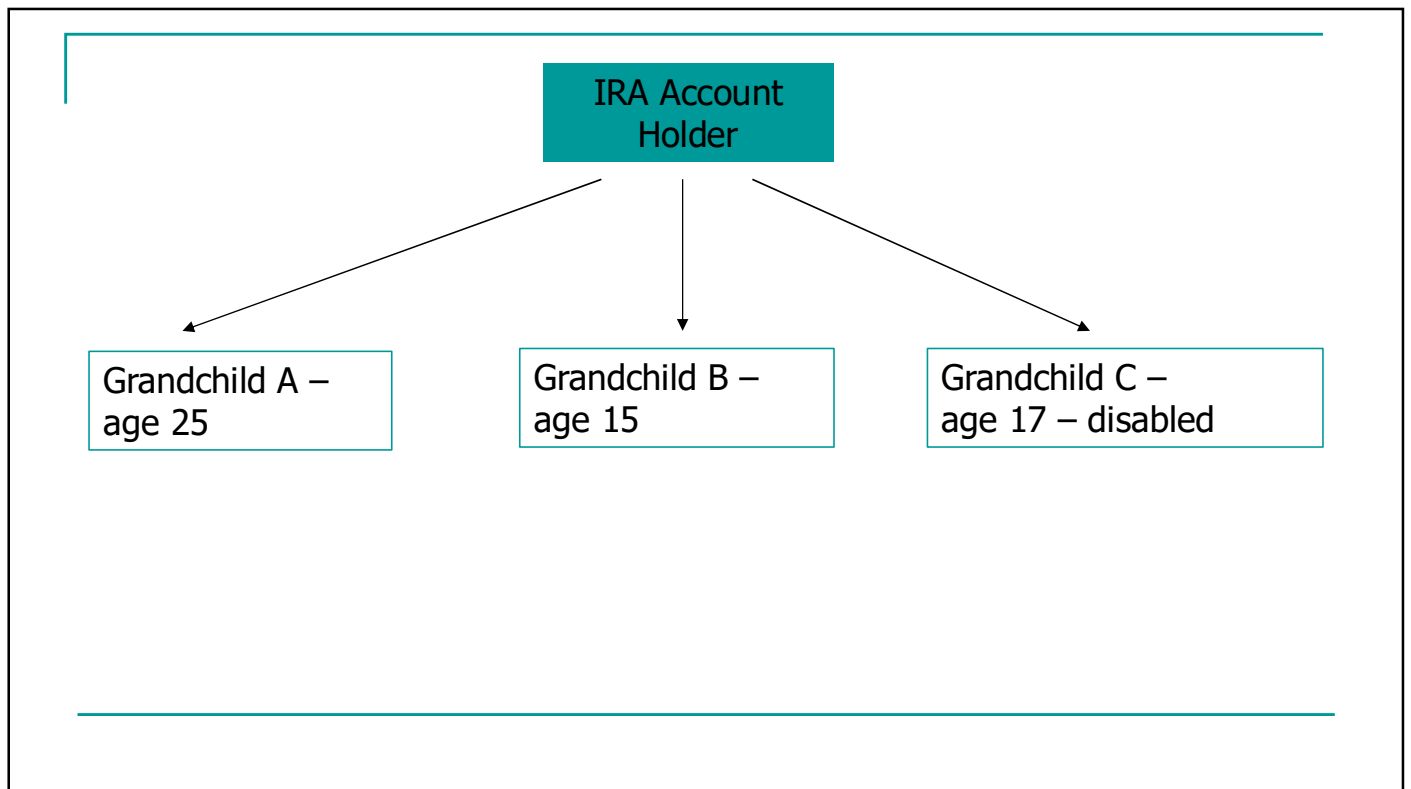 IRA Account
Holder
Grandchild A –
age 25
Grandchild B –
age 15
Grandchild C –
age 17 – disabled